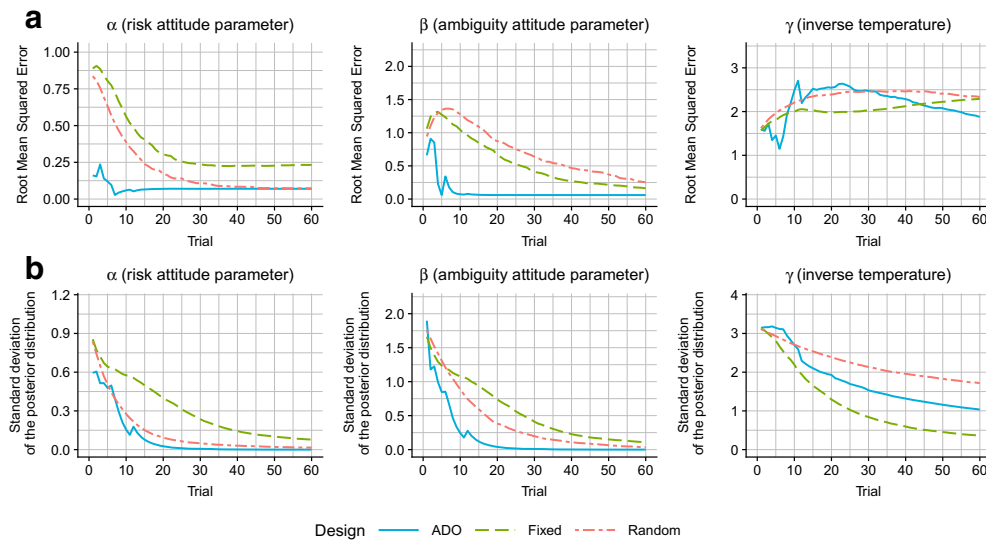 a
α (risk attitude parameter)
β (ambiguity attitude parameter)
γ (inverse temperature)
Root Mean Squared Error
1.00
0.75
0.50
0.25
0.00
0 10 20 30 40 50 60
Trial
Root Mean Squared Error
2.0
1.5
1.0
0.5
0.0
0 10 20 30 40 50 60
Trial
Root Mean Squared Error
3
2
1
0
0 10 20 30 40 50 60
Trial
b
α (risk attitude parameter)
β (ambiguity attitude parameter)
γ (inverse temperature)
Standard deviation
of the posterior distribution
1.2
0.9
0.6
0.3
0.0
0 10 20 30 40 50 60
Trial
Standard deviation
of the posterior distribution
2.0
1.5
1.0
0.5
0.0
0 10 20 30 40 50 60
Trial
Standard deviation
of the posterior distribution
4
3
2
1
0
0 10 20 30 40 50 60
Trial
Design ADO Fixed Random